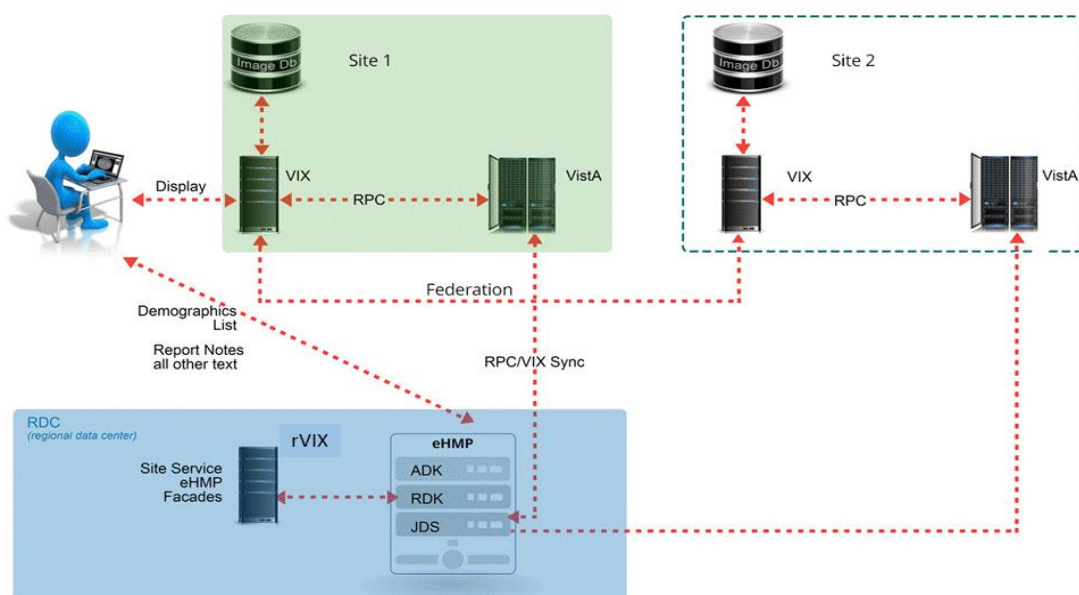 Image Db
Site 1
Image Db
Site 2
VIX
VistA
VIX
VistA
Display
RPC
RPC
Federation
Demographics
List
Report Notes
all other text
RPC/VIX Sync
RDC
(regional data center)
rVIX
eHMP
Site Service
eHMP
Facades
ADK
RDK
JDS